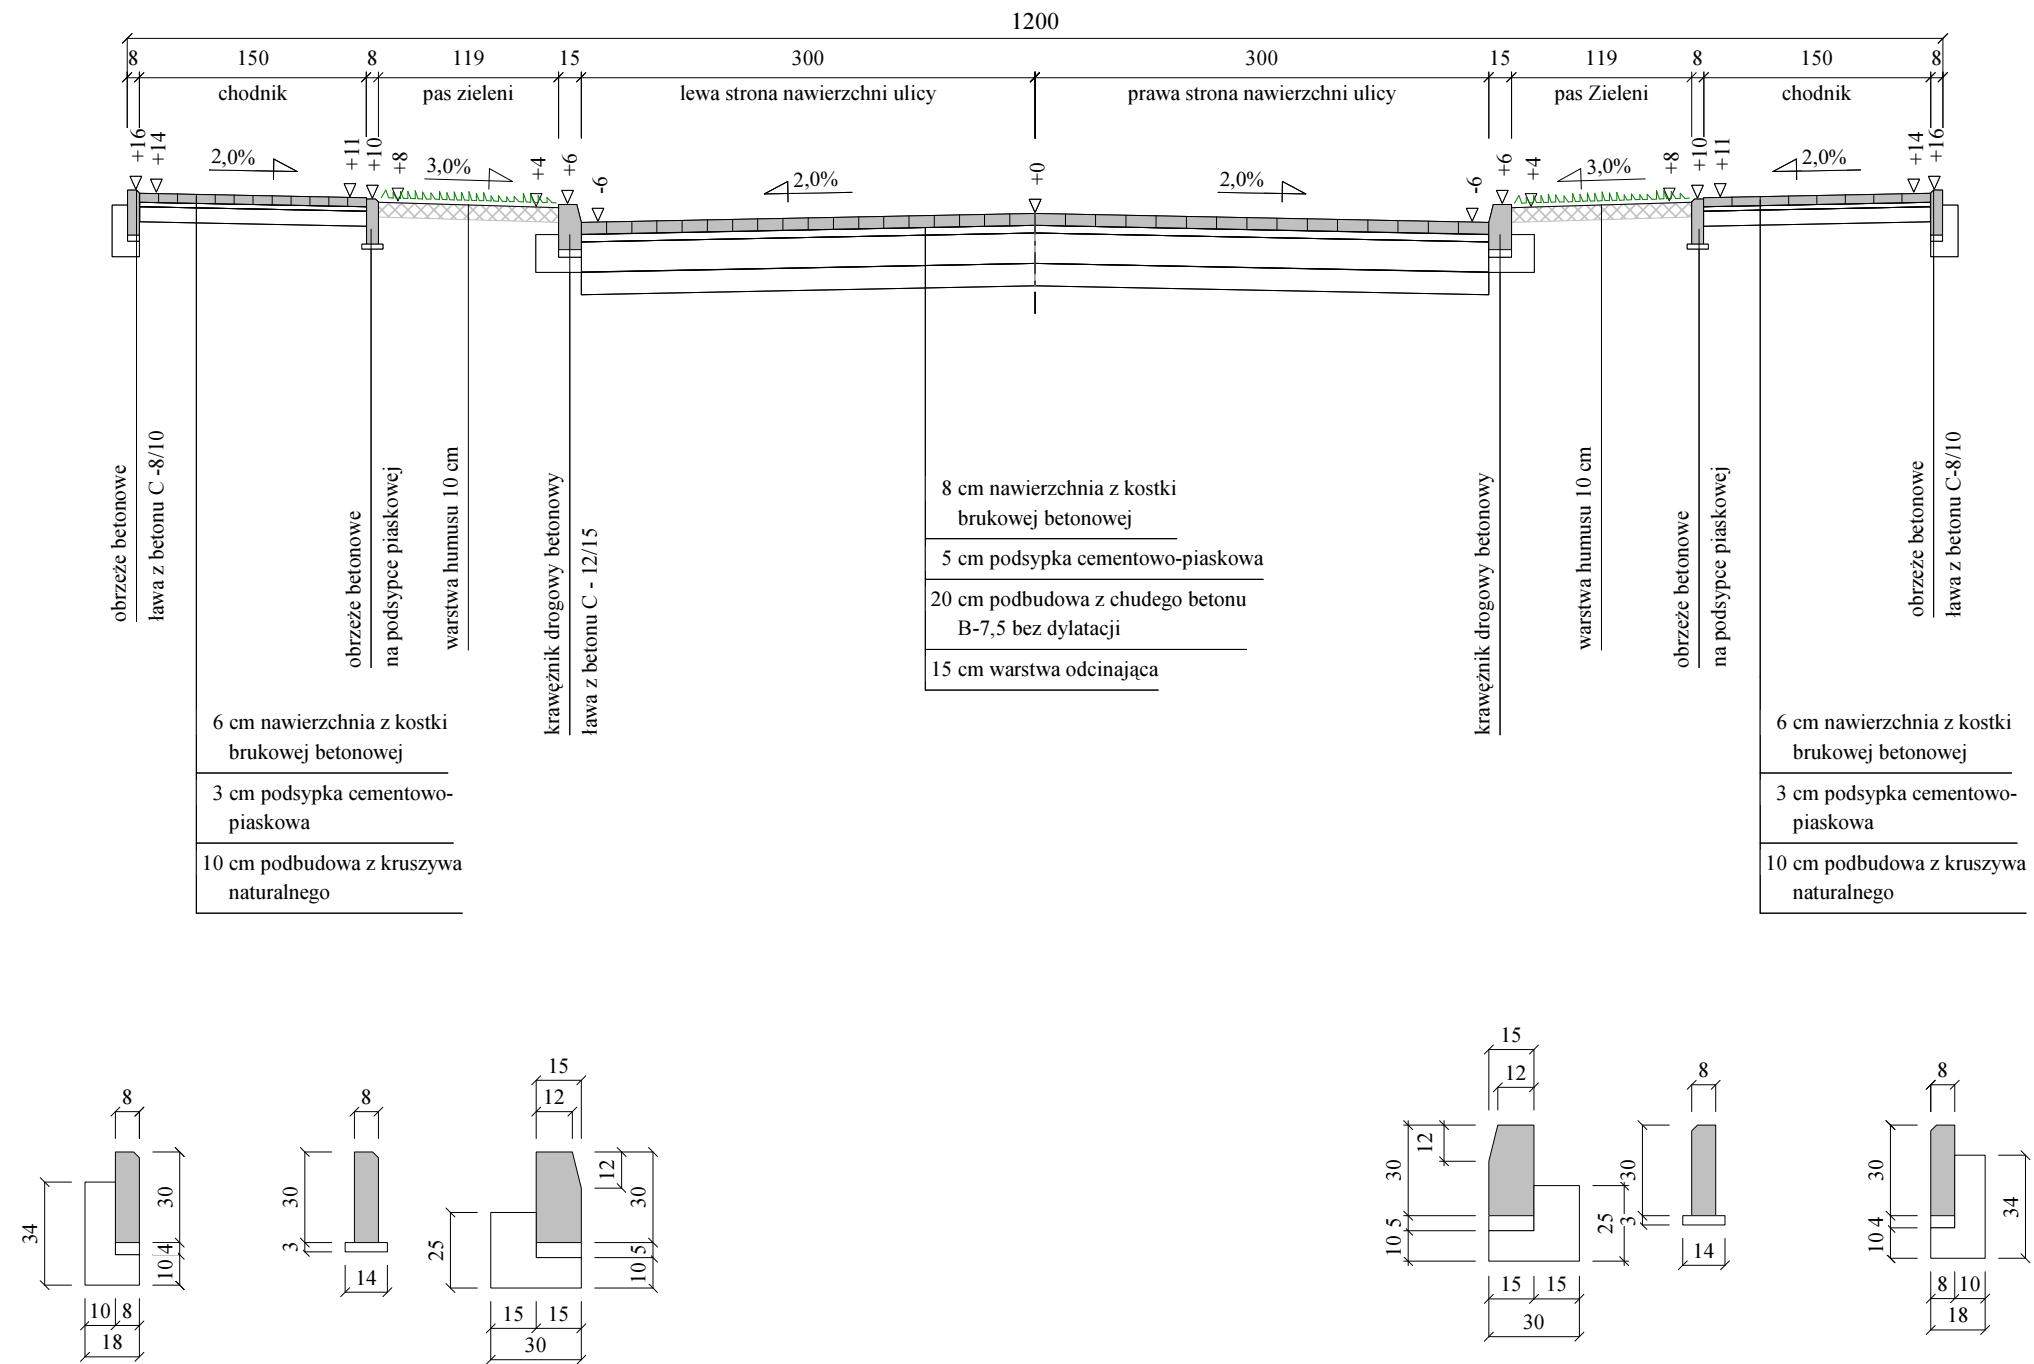 1200
8 150 8 119 15 300 300 15 119 8 150 8
chodnik pas zieleni lewa strona nawierzchni ulicy prawa strona nawierzchni ulicy pas Zieleni chodnik
+16 +14 2,0% +11 +10 +8 3,0% +4 +6 -6 2,0% +0 2,0% -6 +6 +4 3,0% +8 +10 +11 2,0% +14 +16
obrzeże betonowe
ława z betonu C -8/10
obrzeże betonowe
na podsypce piaskowej
warstwa humusu 10 cm
krawężnik drogowy betonowy
ława z betonu C - 12/15
8 cm nawierzchnia z kostki
brukowej betonowej
5 cm podsypka cementowo-piaskowa
20 cm podbudowa z chudego betonu
B-7,5 bez dylatacji
15 cm warstwa odcinająca
krawężnik drogowy betonowy
warstwa humusu 10 cm
obrzeże betonowe
na podsypce piaskowej
obrzeże betonowe
ława z betonu C-8/10
6 cm nawierzchnia z kostki
brukowej betonowej
3 cm podsypka cementowo-
piaskowa
10 cm podbudowa z kruszywa
naturalnego
6 cm nawierzchnia z kostki
brukowej betonowej
3 cm podsypka cementowo-
piaskowa
10 cm podbudowa z kruszywa
naturalnego
8
34
30
4
10
10 8
18
8
30
3
14
15
12
12
30
25
5
10
15 15
30
15
12
12
30
5
10
25
15 15
30
8
30
3
14
8
30
4
10
34
8 10
18